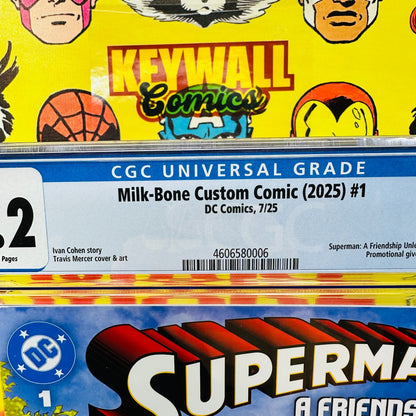 KEYWALL
Comics
CGC UNIVERSAL GRADE
Milk-Bone Custom Comic (2025) #1
DC Comics, 7/25
.2
Pages
Ivan Cohen story
Travis Mercer cover & art
4606580006
Superman: A Friendship Unle
Promotional give
DC
1
SUPERMA
A FRIENDS